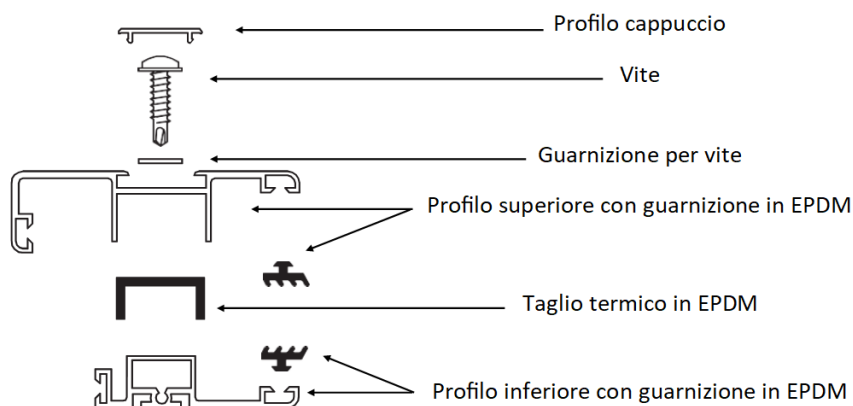 Profilo cappuccio
Vite
Guarnizione per vite
Profilo superiore con guarnizione in EPDM
Taglio termico in EPDM
Profilo inferiore con guarnizione in EPDM